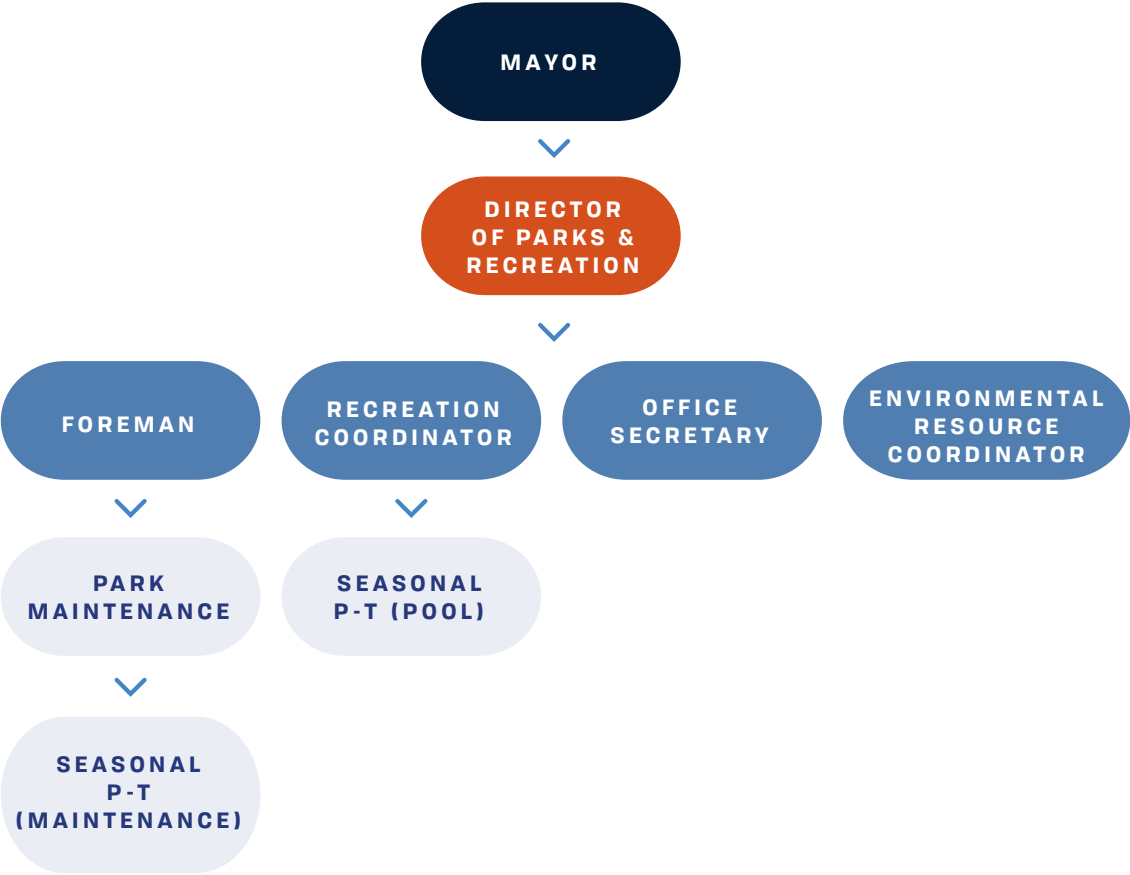 MAYOR
DIRECTOR
OF PARKS &
RECREATION
FOREMAN
RECREATION
COORDINATOR
OFFICE
SECRETARY
ENVIRONMENTAL
RESOURCE
COORDINATOR
PARK
MAINTENANCE
SEASONAL
P-T (POOL)
SEASONAL
P-T
(MAINTENANCE)